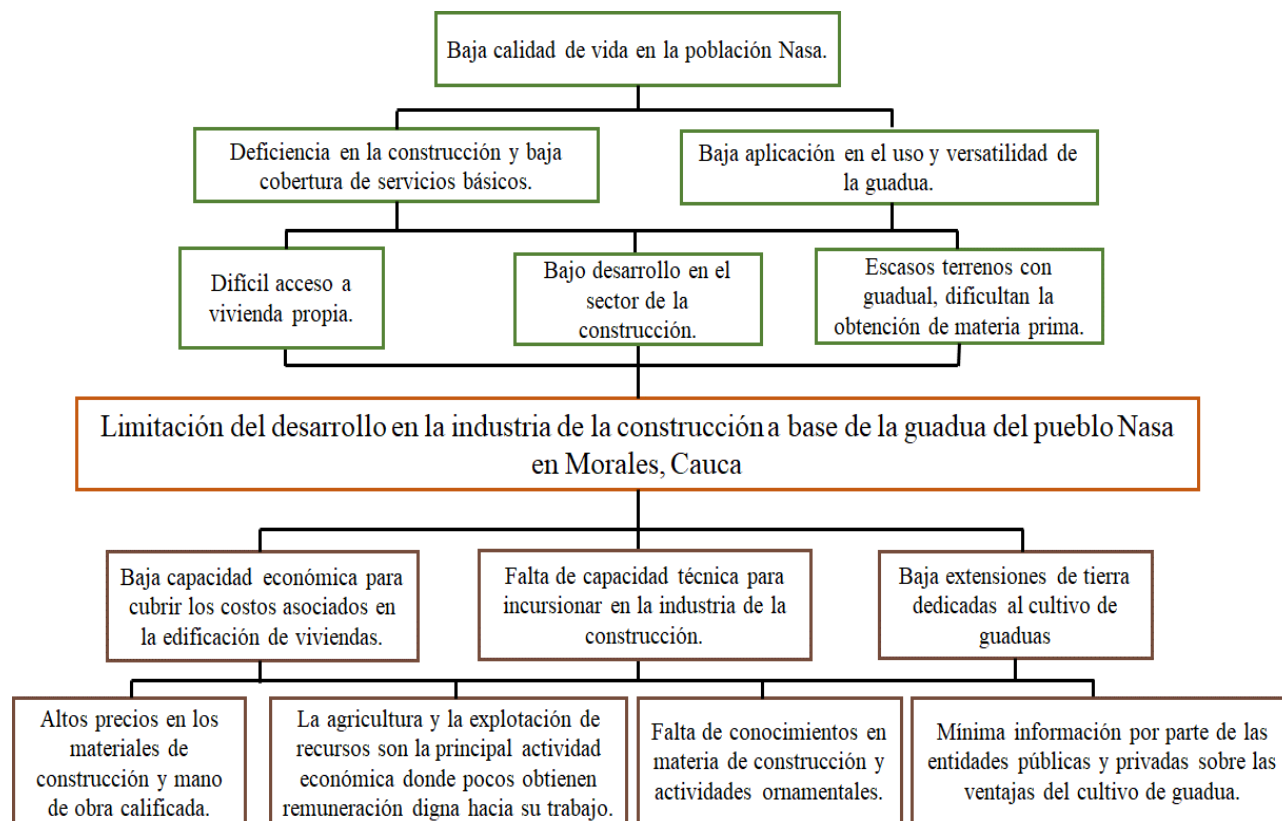 Baja calidad de vida en la población Nasa.
Deficiencia en la construcción y baja
cobertura de servicios básicos.
Baja aplicación en el uso y versatilidad de
la guadua.
Difícil acceso a
vivienda propia.
Bajo desarrollo en el
sector de la
construcción.
Escasos terrenos con
guadual, dificultan la
obtención de materia prima.
Limitación del desarrollo en la industria de la construcción a base de la guadua del pueblo Nasa
en Morales, Cauca
Baja capacidad económica para
cubrir los costos asociados en
la edificación de viviendas.
Falta de capacidad técnica para
incursionar en la industria de la
construcción.
Baja extensiones de tierra
dedicadas al cultivo de
guaduas
Altos precios en los
materiales de
construcción y mano
de obra calificada.
La agricultura y la explotación de
recursos son la principal actividad
económica donde pocos obtienen
remuneración digna hacia su trabajo.
Falta de conocimientos en
materia de construcción y
actividades ornamentales.
Mínima información por parte de las
entidades públicas y privadas sobre las
ventajas del cultivo de guadua.